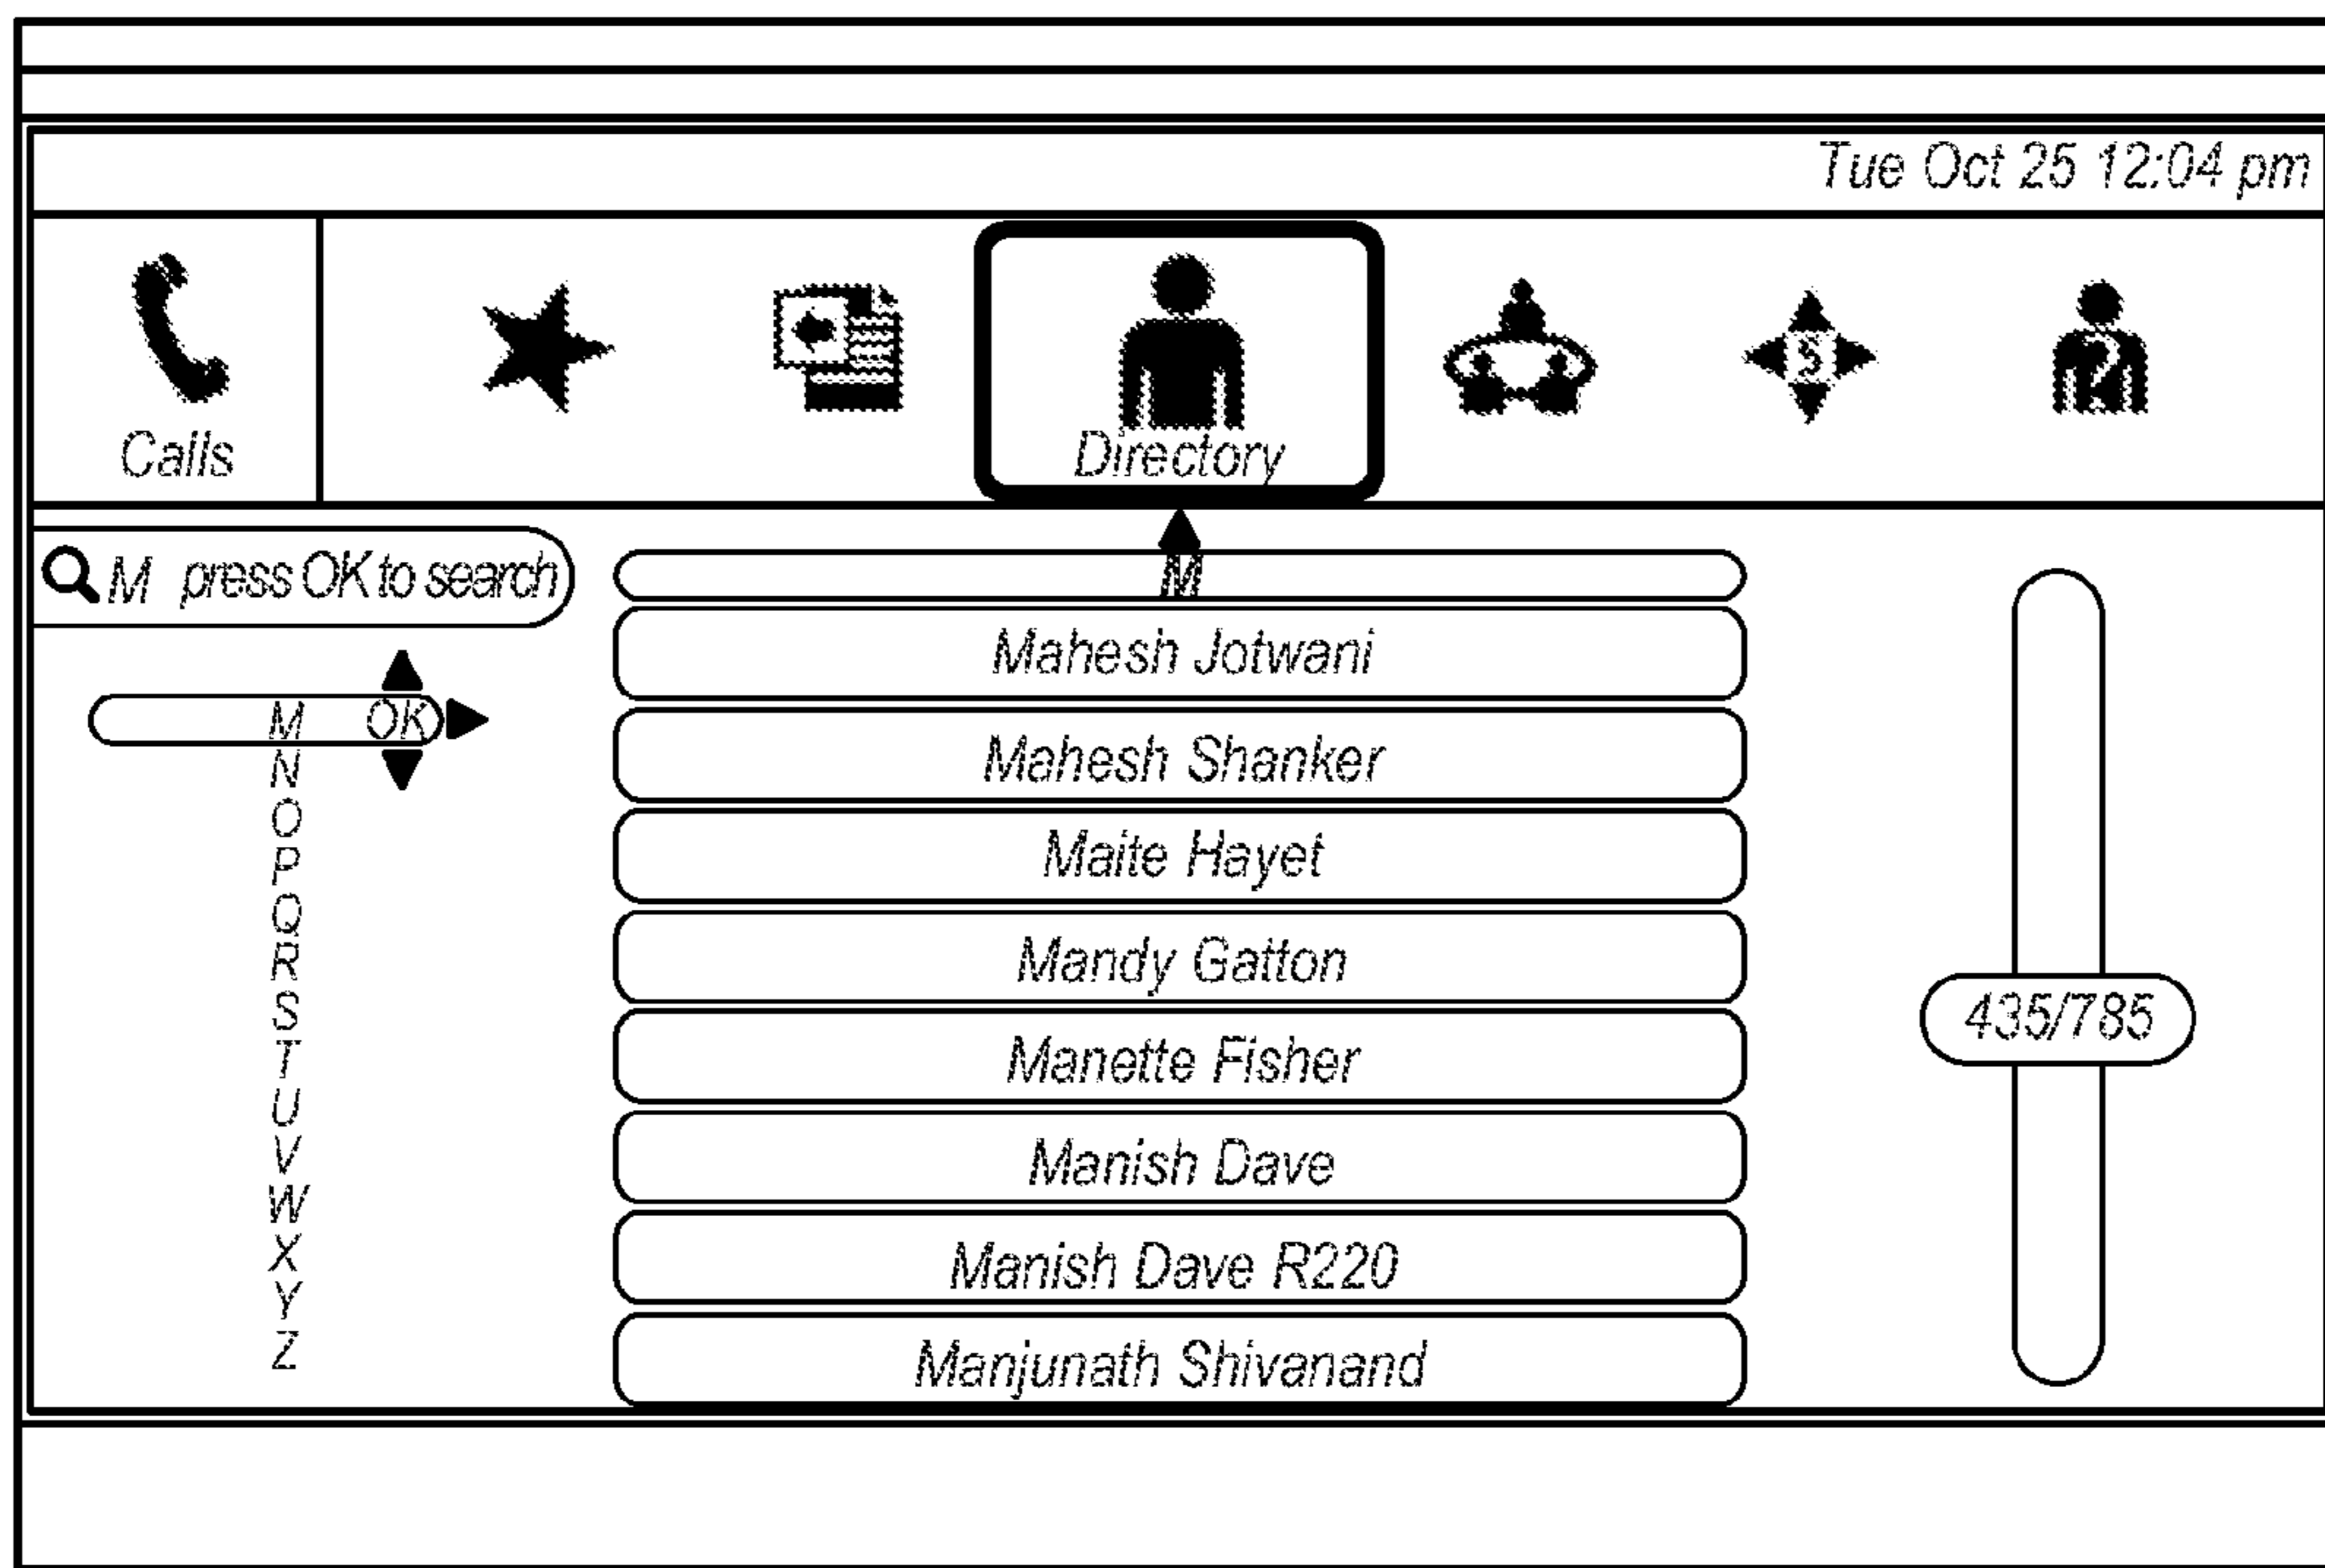 Tue Oct 25 12:04 pm
Calls
Directory
M press OK to search
M OK
N
O
P
Q
R
S
T
U
V
W
X
Y
Z
M
Mahesh Jotwani
Mahesh Shanker
Maite Hayet
Mandy Gatton
Manette Fisher
Manish Dave
Manish Dave R220
Manjunath Shivanand
435/785